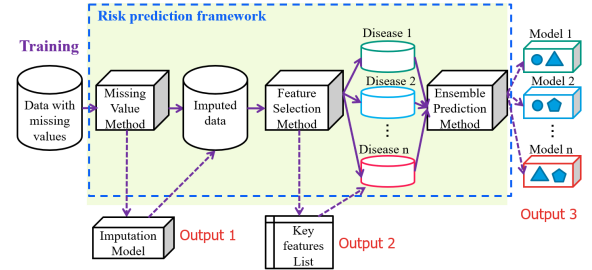 Risk prediction framework
Training
Data with
missing
values
Missing
Value
Method
Imputed
data
Feature
Selection
Method
Disease 1
Disease 2
...
Disease n
Ensemble
Prediction
Method
Model 1
Model 2
...
Model n
Imputation
Model
Output 1
Key
features
List
Output 2
Output 3